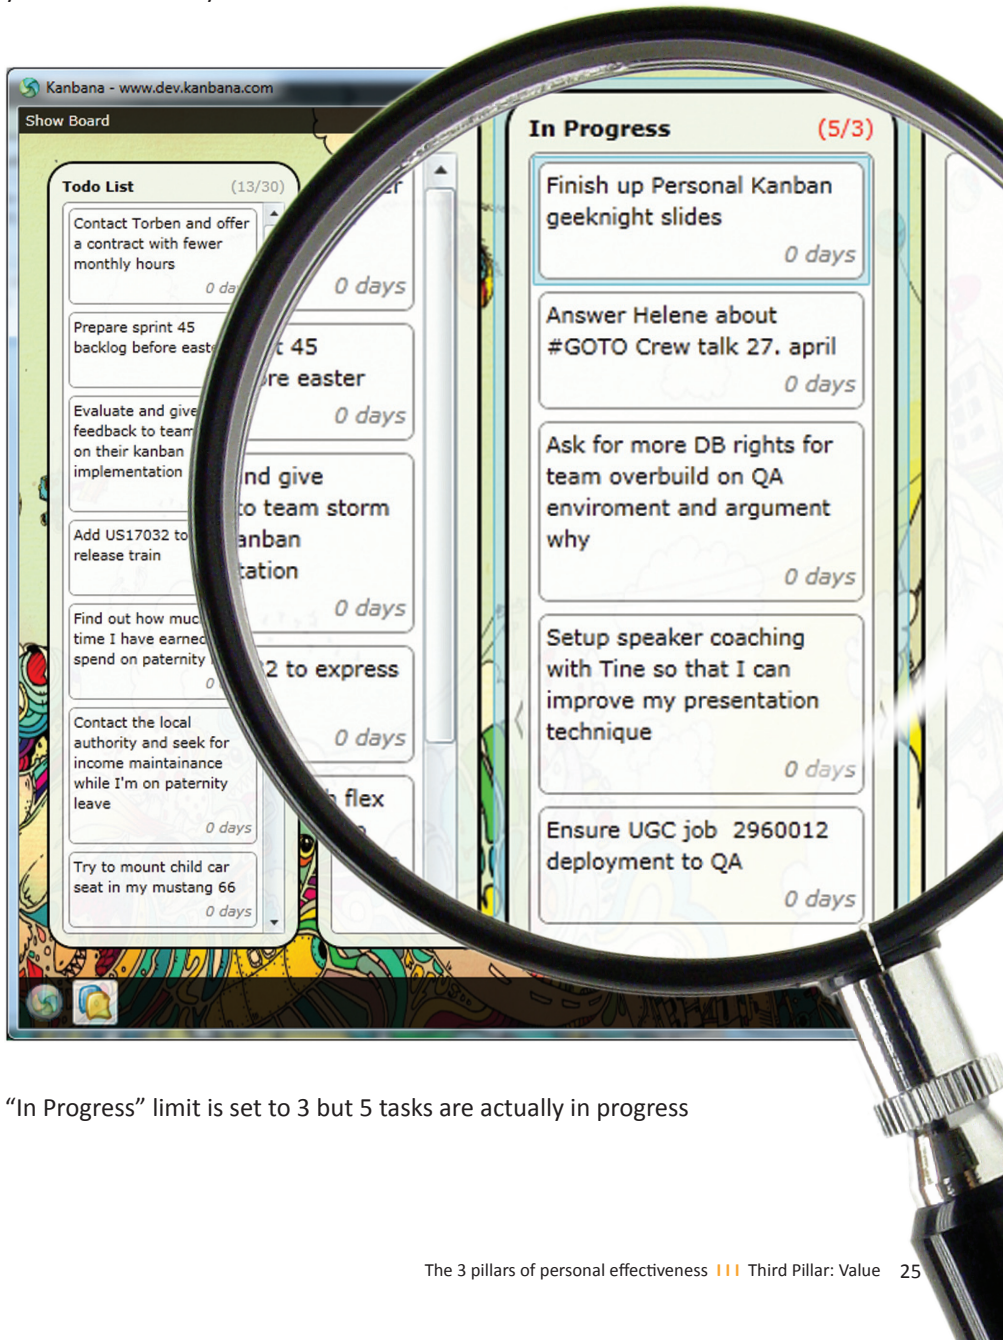 Kanbana - www.dev.kanbana.com
Show Board
Todo List (13/30)
Contact Torben and offer
a contract with fewer
monthly hours
0
Prepare sprint 45
backlog before
Evaluate and give
feedback to team
on their kanban
implementation
Add US17032 to
release train
Find out how
time I have earned
spend on paternity
0
Contact the local
authority and seek for
income maintainance
while I'm on paternity
leave
0 days
Try to mount child car
seat in my mustang 66
0 days
0 days
45
easter
0 days
give
to team storm
0 days
to express
0 days
flex
In Progress (5/3)
Finish up Personal Kanban
geeknight slides
0 days
Answer Helene about
#GOTO Crew talk 27. april
0 days
Ask for more DB rights for
team overbuild on QA
enviroment and argument
why
0 days
Setup speaker coaching
with Tine so that I can
improve my presentation
technique
0 days
Ensure UGC job 2960012
deployment to QA
0 days
“In Progress” limit is set to 3 but 5 tasks are actually in progress
The 3 pillars of personal effectiveness III Third Pillar: Value 25